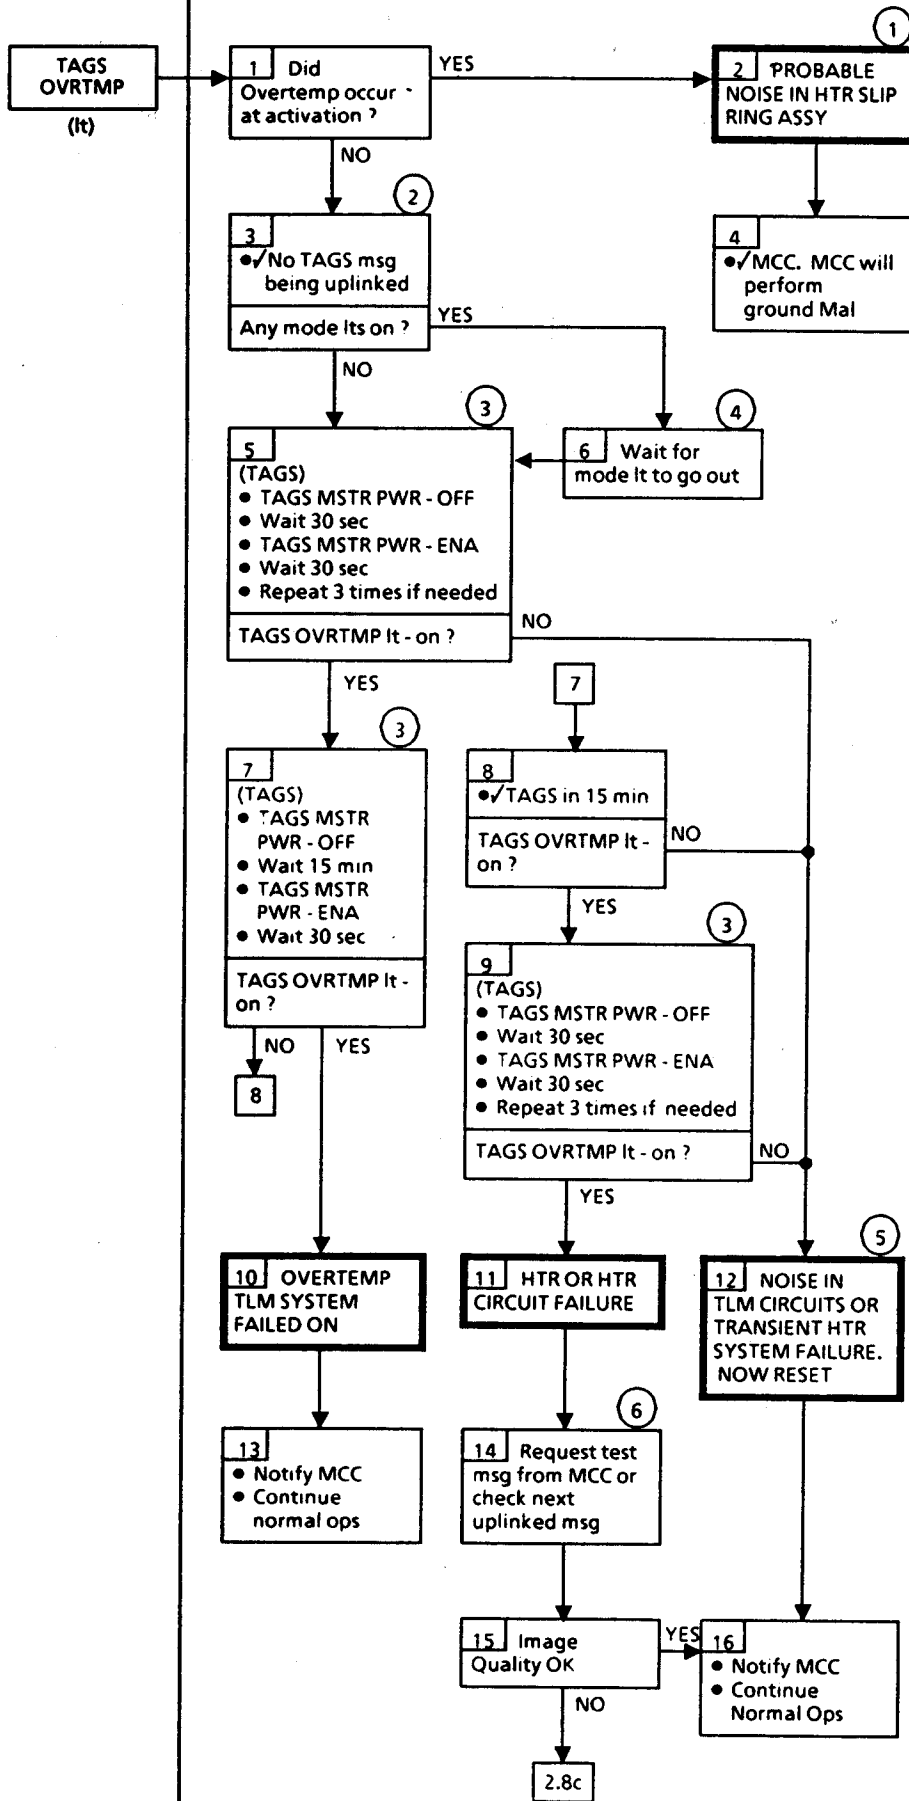 TAGS
OVRTMP
(lt)
1 Did
Overtemp occur
at activation ?
YES
NO
1
2 PROBABLE
NOISE IN HTR SLIP
RING ASSY
4
●✓MCC. MCC will
perform
ground Mal
2
3
●✓No TAGS msg
being uplinked
Any mode lts on ?
YES
NO
4
6 Wait for
mode lt to go out
3
5
(TAGS)
● TAGS MSTR PWR - OFF
● Wait 30 sec
● TAGS MSTR PWR - ENA
● Wait 30 sec
● Repeat 3 times if needed
TAGS OVRTMP lt - on ?
NO
YES
3
7
(TAGS)
● TAGS MSTR
PWR - OFF
● Wait 15 min
● TAGS MSTR
PWR - ENA
● Wait 30 sec
TAGS OVRTMP lt -
on ?
NO
YES
8
7
8
●✓TAGS in 15 min
TAGS OVRTMP lt -
on ?
NO
YES
3
9
(TAGS)
● TAGS MSTR PWR - OFF
● Wait 30 sec
● TAGS MSTR PWR - ENA
● Wait 30 sec
● Repeat 3 times if needed
TAGS OVRTMP lt - on ?
NO
YES
10 OVERTEMP
TLM SYSTEM
FAILED ON
11 HTR OR HTR
CIRCUIT FAILURE
5
12 NOISE IN
TLM CIRCUITS OR
TRANSIENT HTR
SYSTEM FAILURE.
NOW RESET
13
● Notify MCC
● Continue
normal ops
6
14 Request test
msg from MCC or
check next
uplinked msg
15 Image
Quality OK
YES
NO
16
● Notify MCC
● Continue
Normal Ops
2.8c